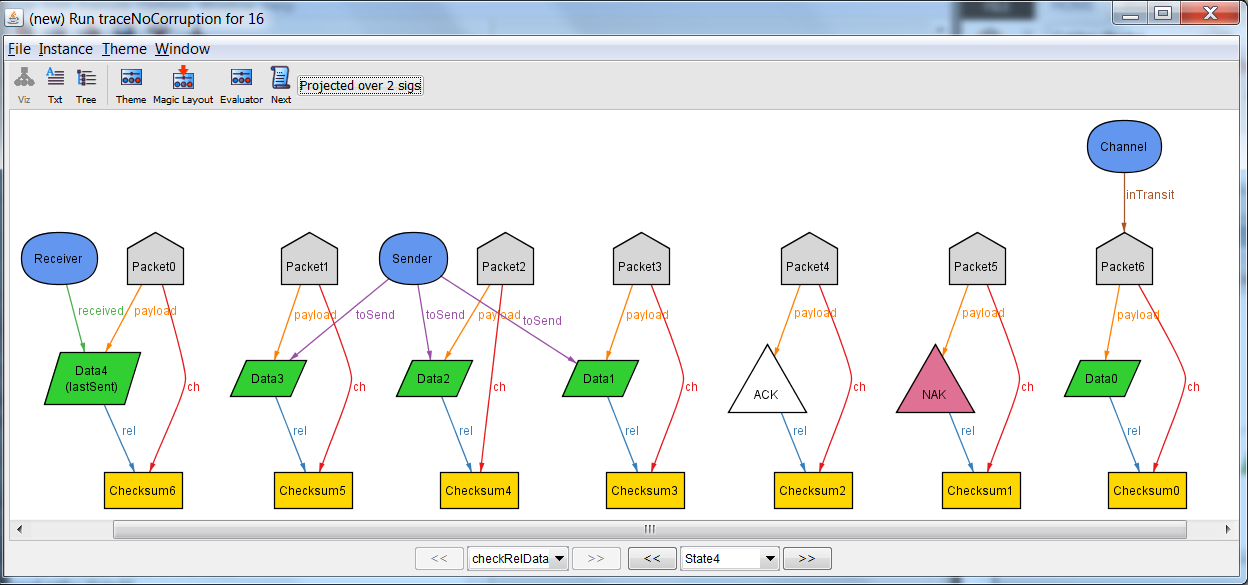 (new) Run traceNoCorruption for 16
File Instance Theme Window
Viz Txt Tree Theme Magic Layout Evaluator Next Projected over 2 sigs
Channel
inTransit
Receiver Packet0 Packet1 Sender Packet2 Packet3 Packet4 Packet5 Packet6
received payload payload toSend toSend payload toSend payload payload payload payload
Data4
(lastSent) Data3 Data2 Data1 ACK NAK Data0
ch ch ch ch ch ch ch
rel rel rel rel rel rel rel
Checksum6 Checksum5 Checksum4 Checksum3 Checksum2 Checksum1 Checksum0
<< checkRelData >> << State4 >>